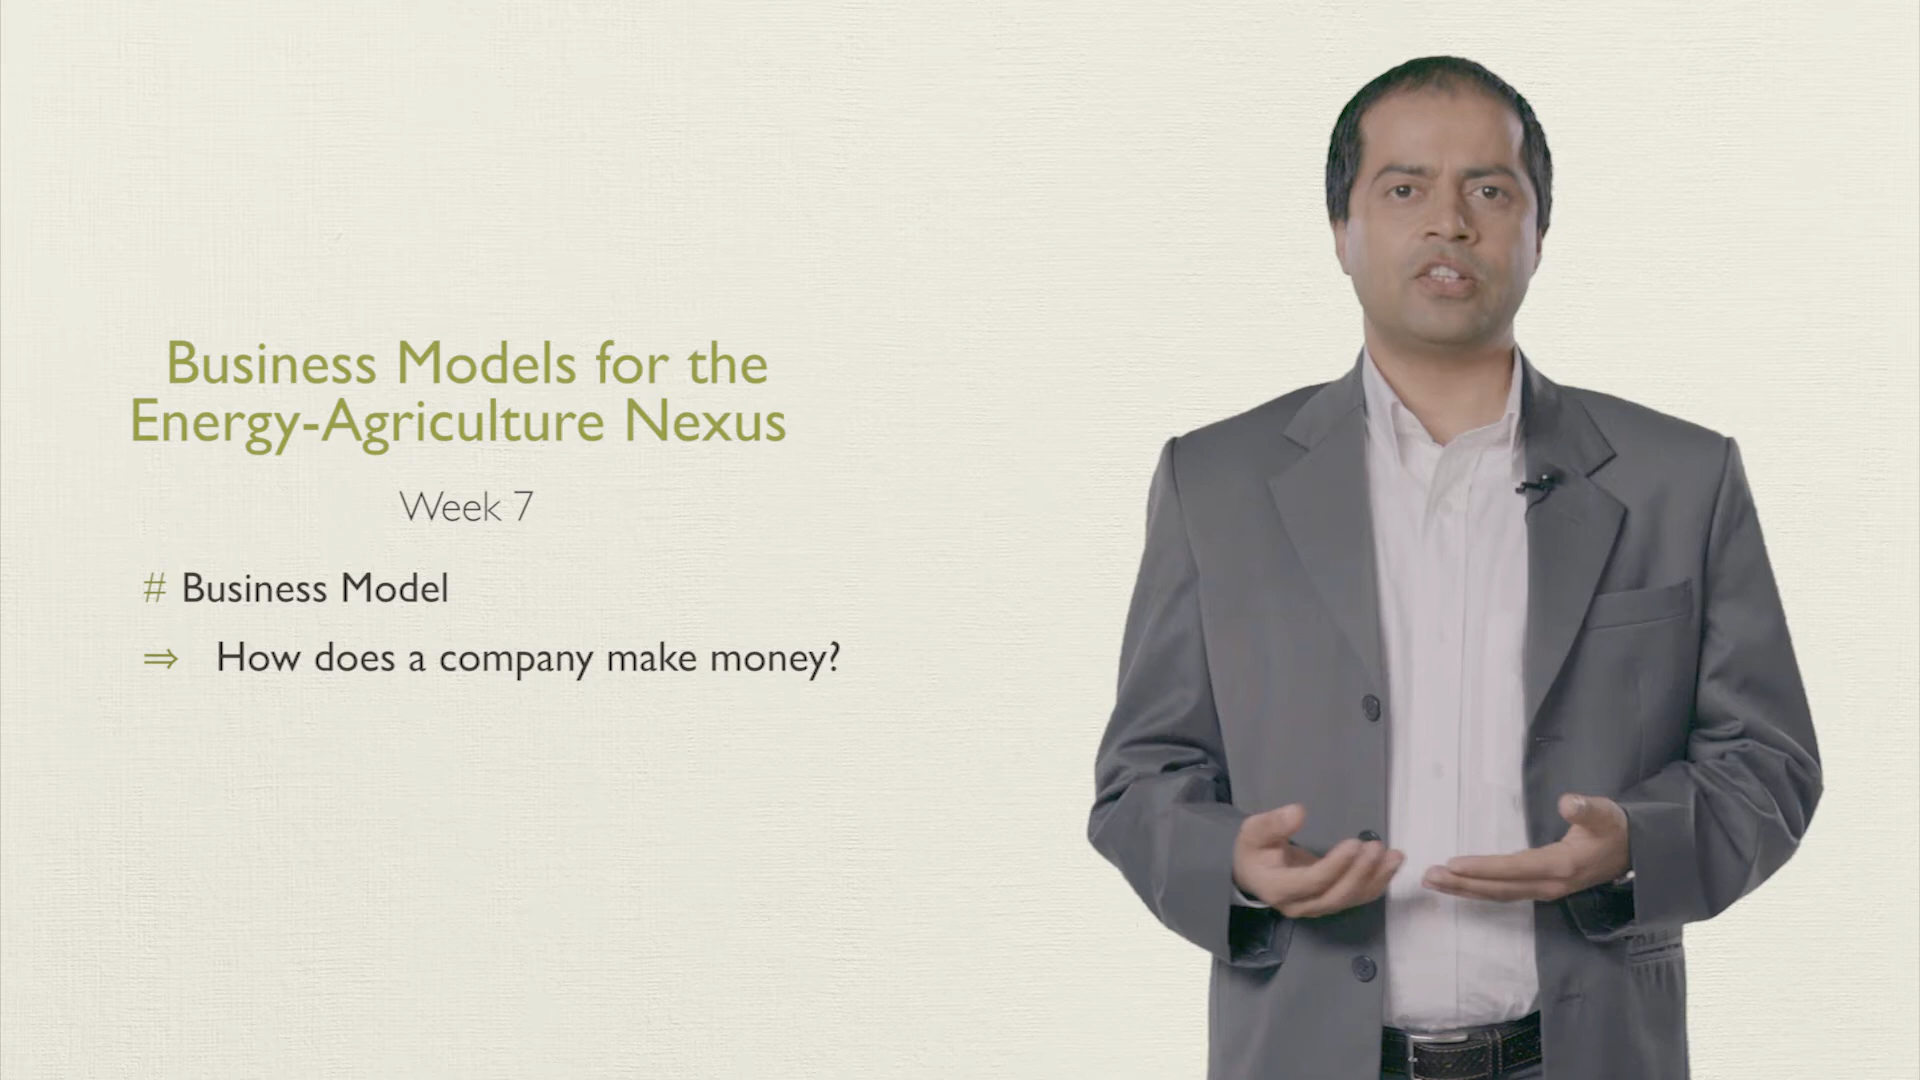 Business Models for the
Energy-Agriculture Nexus
Week 7
# Business Model
⇒ How does a company make money?